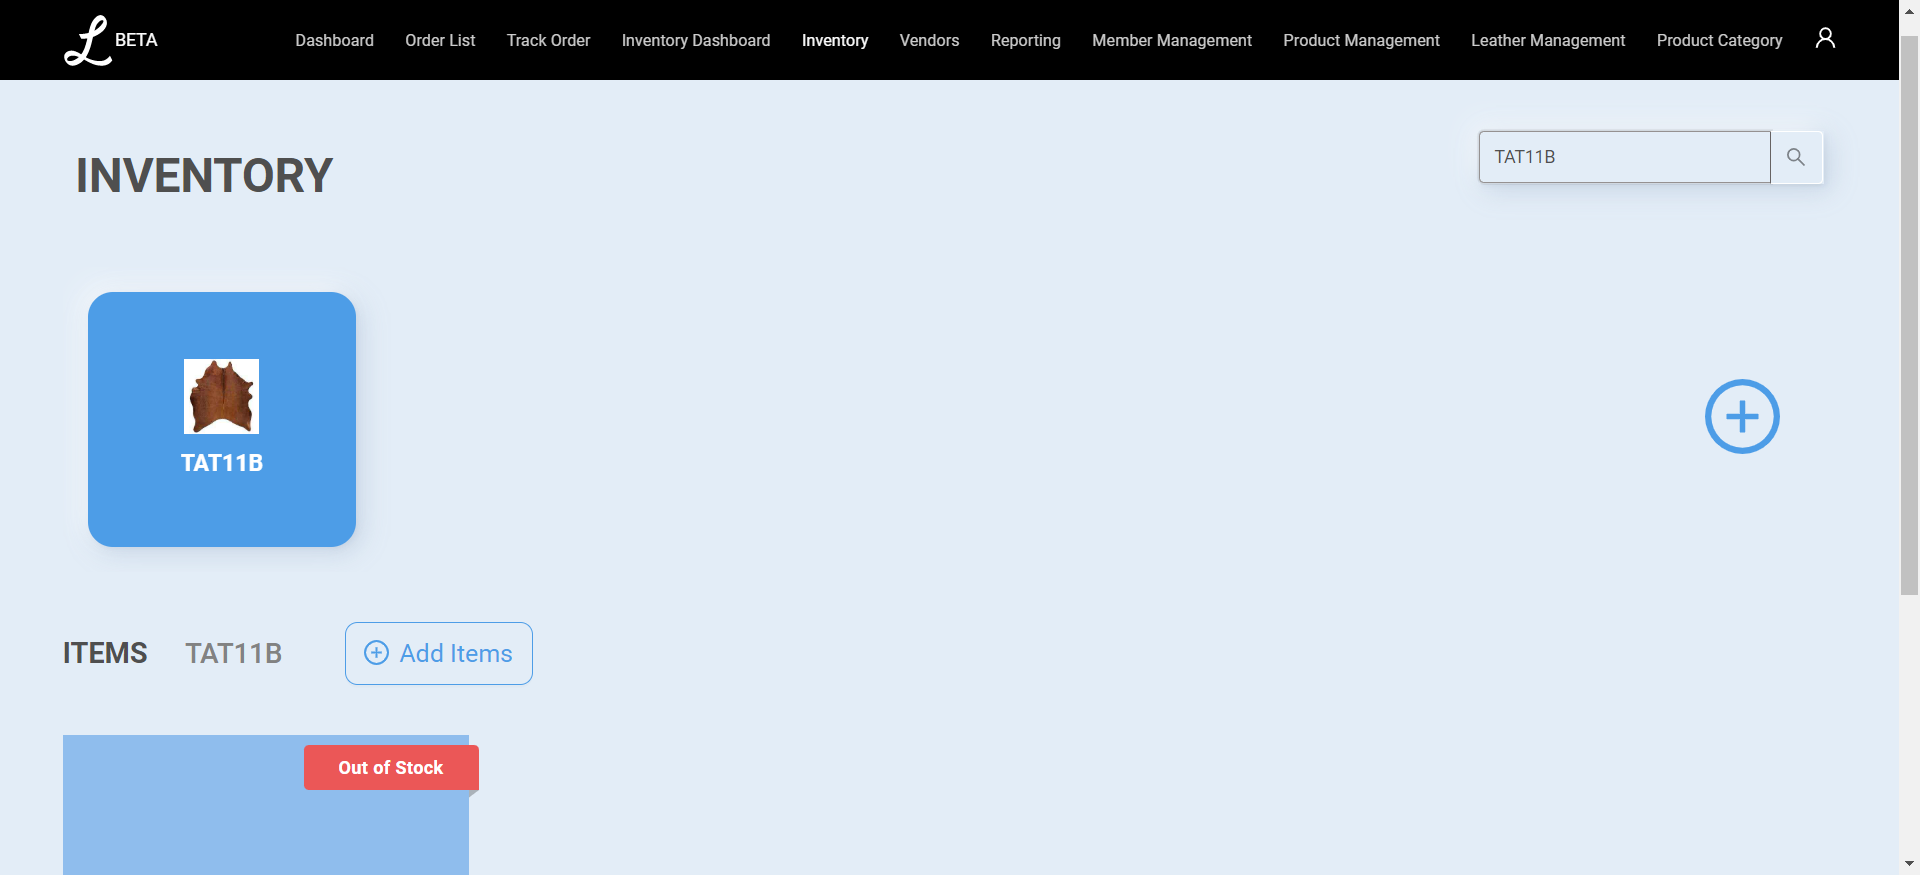 L BETA
Dashboard Order List Track Order Inventory Dashboard Inventory Vendors Reporting Member Management Product Management Leather Management Product Category
INVENTORY
TAT11B
TAT11B
ITEMS TAT11B Add Items
Out of Stock